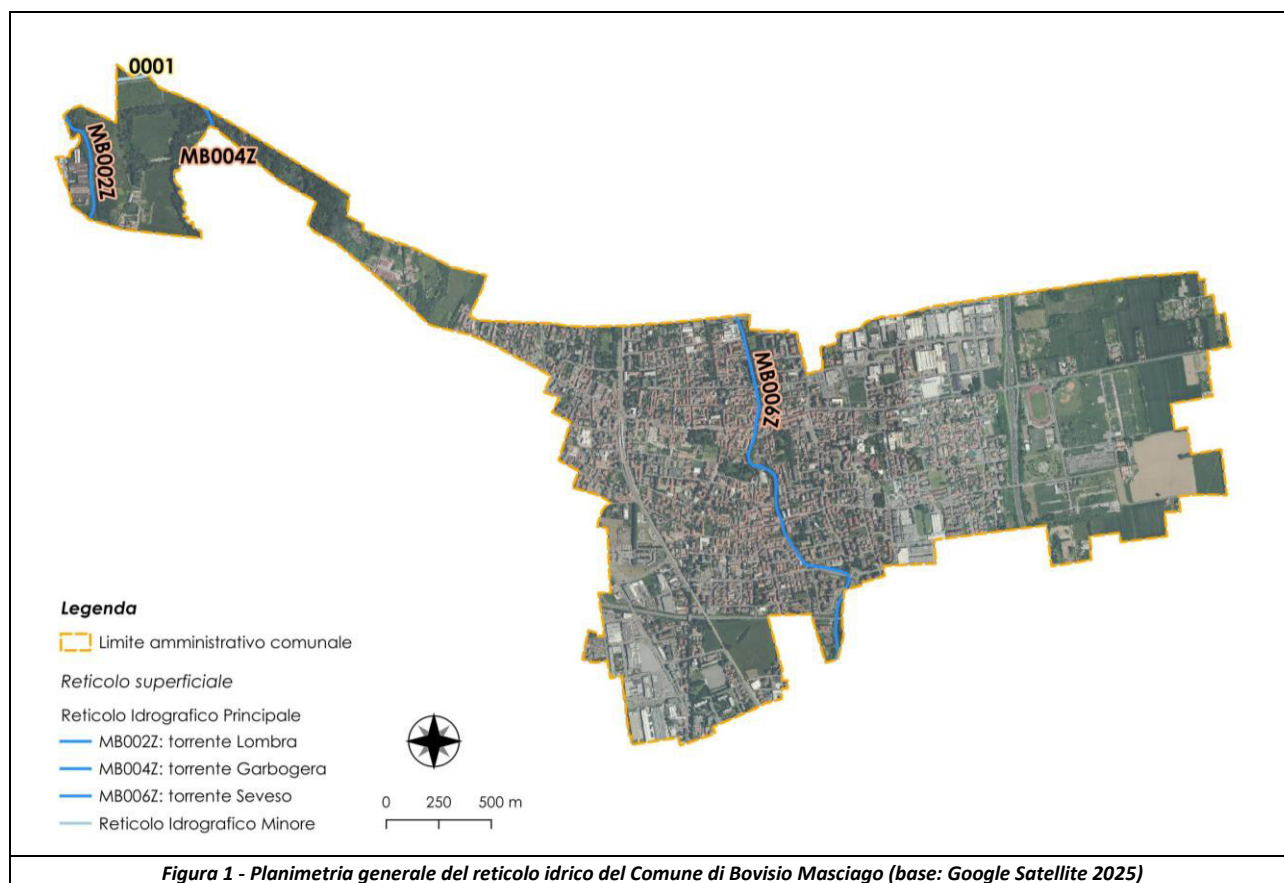 0001
MB002Z
MB004Z
MB006Z
Legenda
Limite amministrativo comunale
Reticolo superficiale
Reticolo Idrografico Principale
MB002Z: torrente Lombra
MB004Z: torrente Garbogera
MB006Z: torrente Seveso
Reticolo Idrografico Minore
0 250 500 m
Figura 1 - Planimetria generale del reticolo idrico del Comune di Bovisio Masciago (base: Google Satellite 2025)